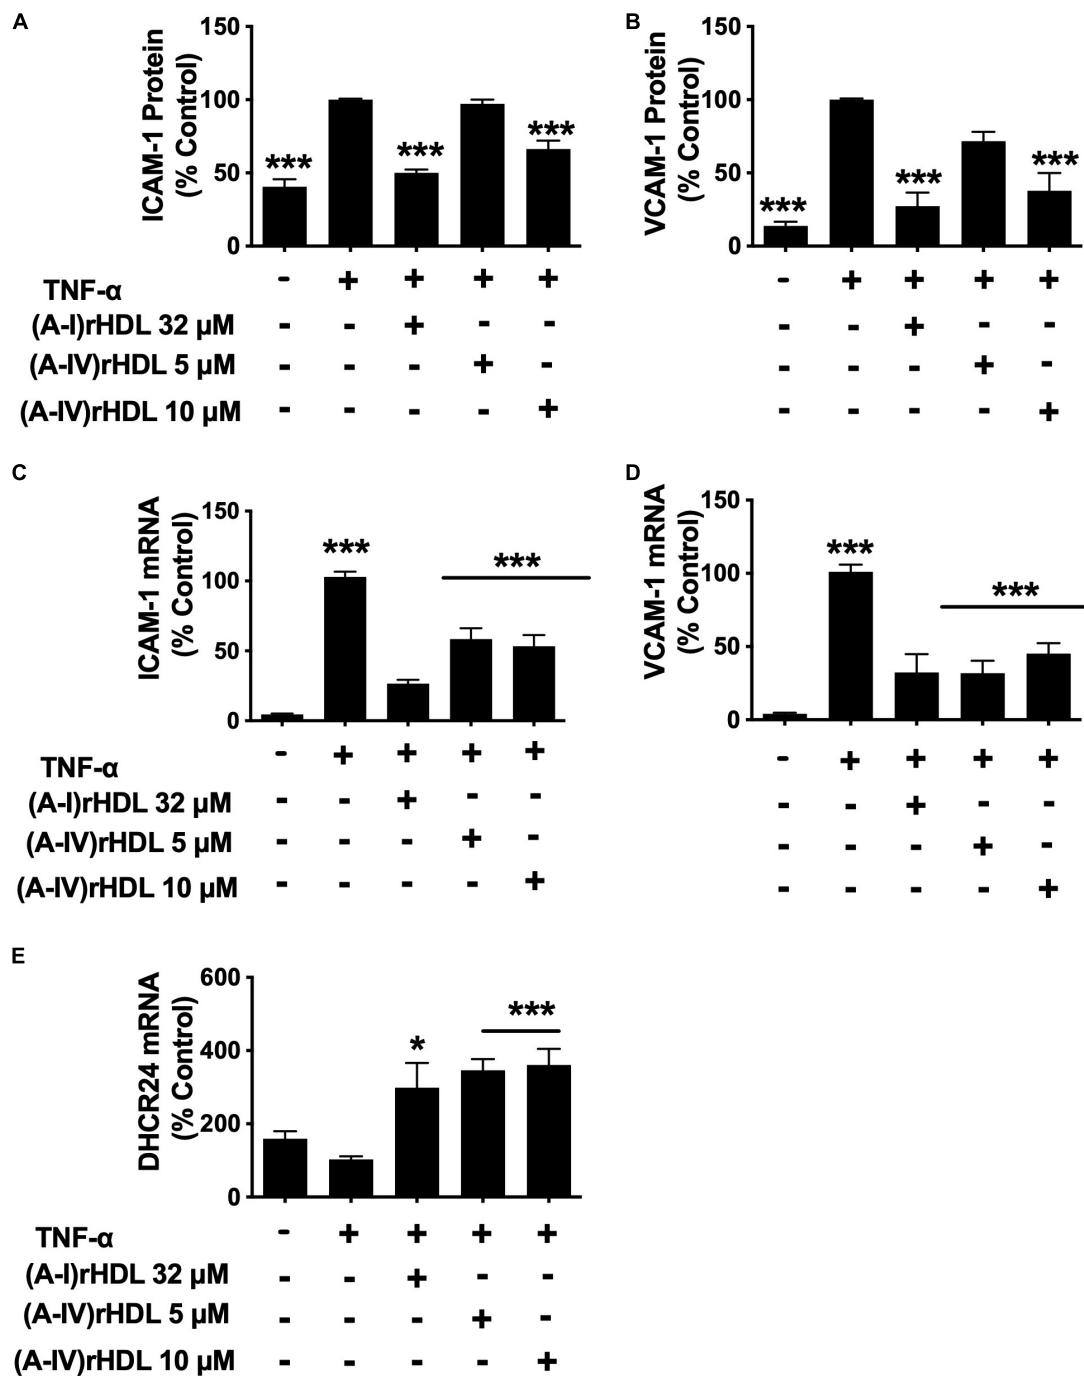 A
ICAM-1 Protein
(% Control)
150
100
50
0
***
***
***
TNF-α - + + + +
(A-I)rHDL 32 µM - - + - -
(A-IV)rHDL 5 µM - - - + -
(A-IV)rHDL 10 µM - - - - +
B
VCAM-1 Protein
(% Control)
150
100
50
0
***
***
***
- + + + +
- - + - -
- - - + -
- - - - +
C
ICAM-1 mRNA
(% Control)
150
100
50
0
***
***
TNF-α - + + + +
(A-I)rHDL 32 µM - - + - -
(A-IV)rHDL 5 µM - - - + -
(A-IV)rHDL 10 µM - - - - +
D
VCAM-1 mRNA
(% Control)
150
100
50
0
***
***
- + + + +
- - + - -
- - - + -
- - - - +
E
DHCR24 mRNA
(% Control)
600
400
200
0
*
***
TNF-α - + + + +
(A-I)rHDL 32 µM - - + - -
(A-IV)rHDL 5 µM - - - + -
(A-IV)rHDL 10 µM - - - - +